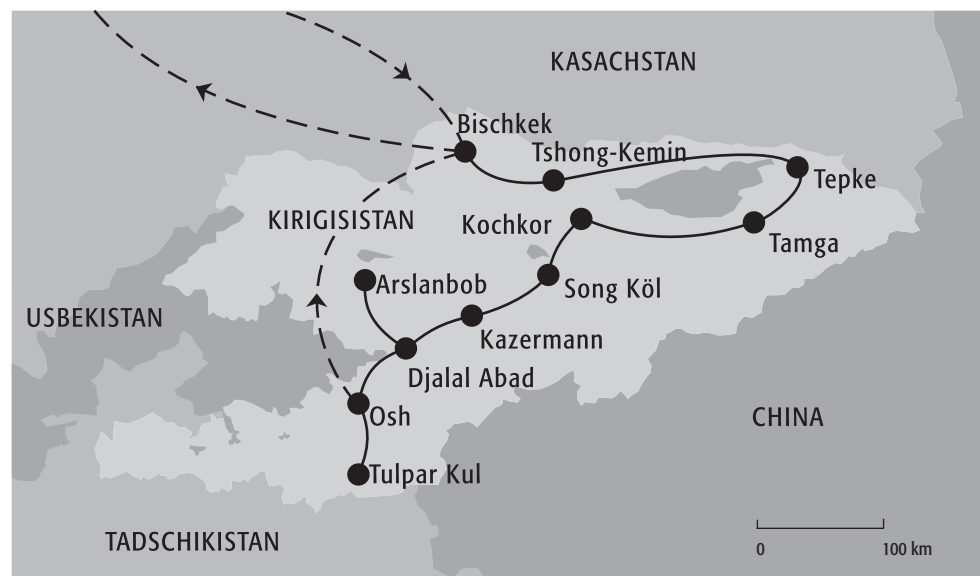 KASACHSTAN
Bischkek
Tshong-Kemin
Tepke
KIRIGISISTAN
Kochkor
Tamga
Arslanbob
Song Köl
USBEKISTAN
Kazermann
Djalal Abad
Osh
CHINA
Tulpar Kul
TADSCHIKISTAN
0 100 km